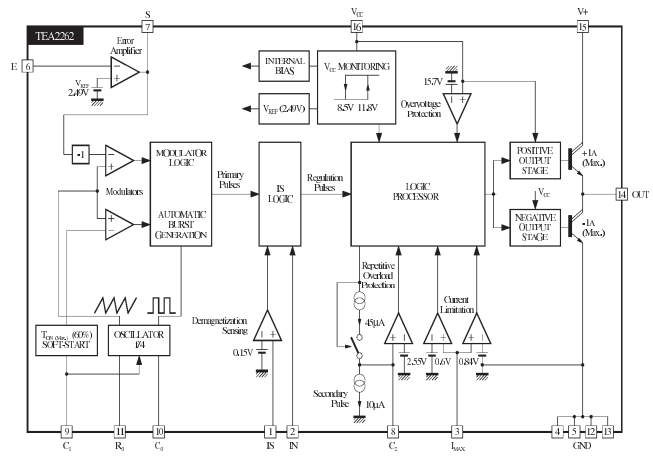 TEA2262
S
7
VCC
16
V+
15
Error
Amplifier
E
6
VREF
2.49V
INTERNAL
BIAS
VREF (2.49V)
VCC MONITORING
8.5V 11.8V
15.7V
Overvoltage
Protection
-1
Modulators
MODULATOR
LOGIC
AUTOMATIC
BURST
GENERATION
Primary
Pulses
IS
LOGIC
Regulation
Pulses
LOGIC
PROCESSOR
POSITIVE
OUTPUT
STAGE
+1A
(Max.)
VCC
NEGATIVE
OUTPUT
STAGE
-1A
(Max.)
14
OUT
Repetitive
Overload
Protection
Current
Limitation
45µA
Demagnetization
Sensing
0.15V
2.55V
0.6V
0.84V
TON (Max.) (60%)
SOFT-START
OSCILLATOR
f/4
Secondary
Pulse
10µA
9
11
10
1
2
8
3
4
5
12
13
C1
C0
IS
IN
C2
IMAX
GND